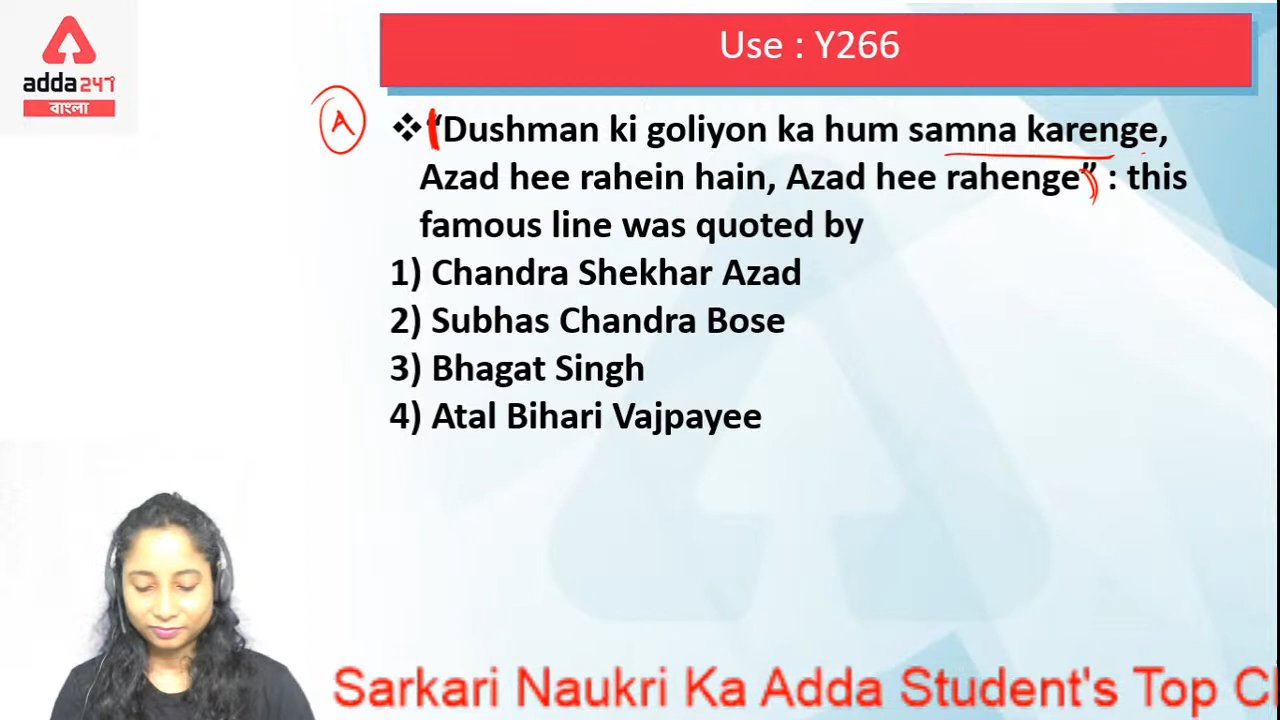 adda247
বাংলা
Use : Y266
A
❖“Dushman ki goliyon ka hum samna karenge,
Azad hee rahein hain, Azad hee rahenge” : this
famous line was quoted by
1) Chandra Shekhar Azad
2) Subhas Chandra Bose
3) Bhagat Singh
4) Atal Bihari Vajpayee
Sarkari Naukri Ka Adda Student's Top